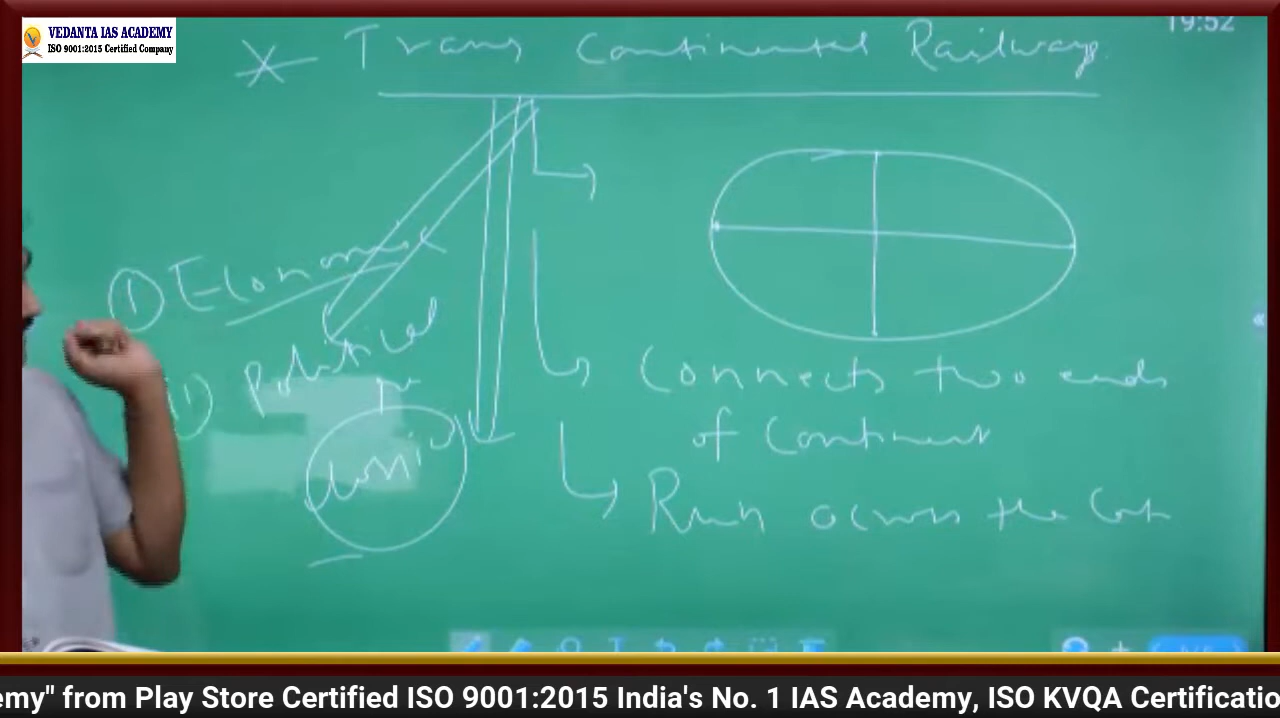 VEDANTA IAS ACADEMY
ISO 9001:2015 Certified Company
19:52
Trans Continental Railways
① Economic
Political
Connects two ends
of Continent
Run across the
emy" from Play Store Certified ISO 9001:2015 India's No. 1 IAS Academy, ISO KVQA Certificatio